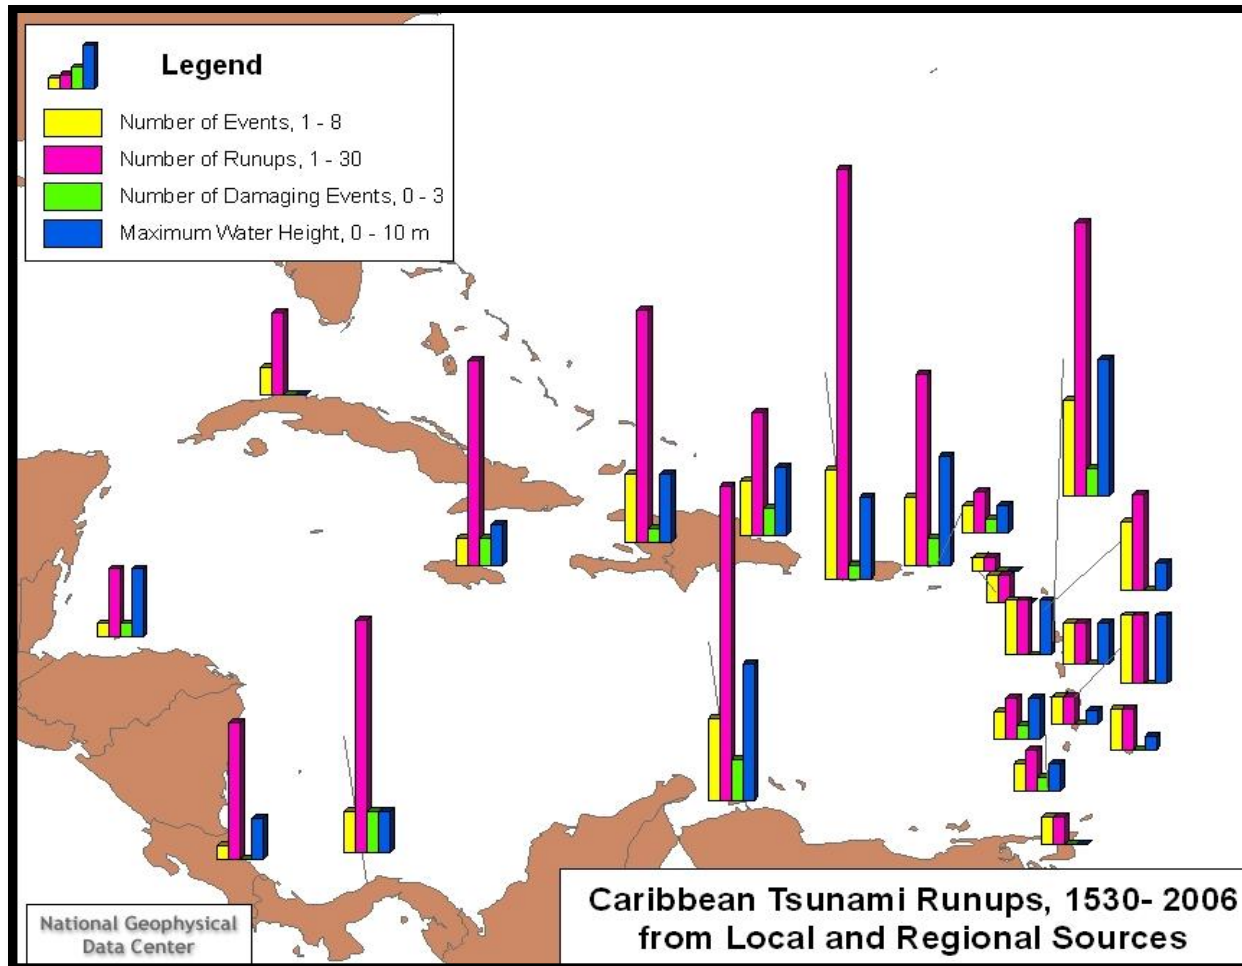 Legend
Number of Events, 1 - 8
Number of Runups, 1 - 30
Number of Damaging Events, 0 - 3
Maximum Water Height, 0 - 10 m
Caribbean Tsunami Runups, 1530- 2006
from Local and Regional Sources
National Geophysical
Data Center